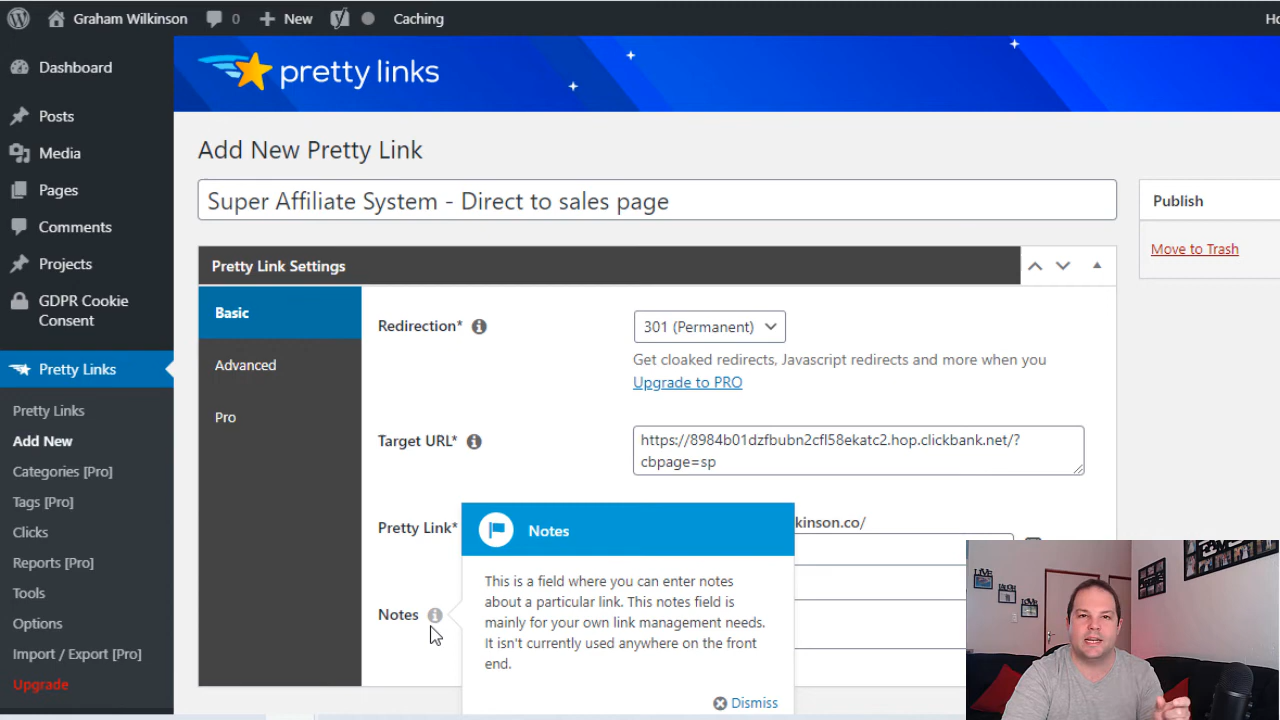 Graham Wilkinson
0
New
Caching
pretty links
Dashboard
Posts
Media
Pages
Comments
Projects
GDPR Cookie
Consent
Pretty Links
Pretty Links
Add New
Categories [Pro]
Tags [Pro]
Clicks
Reports [Pro]
Tools
Options
Import / Export [Pro]
Upgrade
Add New Pretty Link
Super Affiliate System - Direct to sales page
Pretty Link Settings
Basic
Advanced
Pro
Redirection*
301 (Permanent)
Get cloaked redirects, Javascript redirects and more when you
Upgrade to PRO
Target URL*
https://8984b01dzfbubn2cfl58ekatc2.hop.clickbank.net/?
cbpage=sp
Pretty Link*
kinson.co/
Notes
Notes
This is a field where you can enter notes
about a particular link. This notes field is
mainly for your own link management needs.
It isn't currently used anywhere on the front
end.
Dismiss
Publish
Move to Trash
LIVE